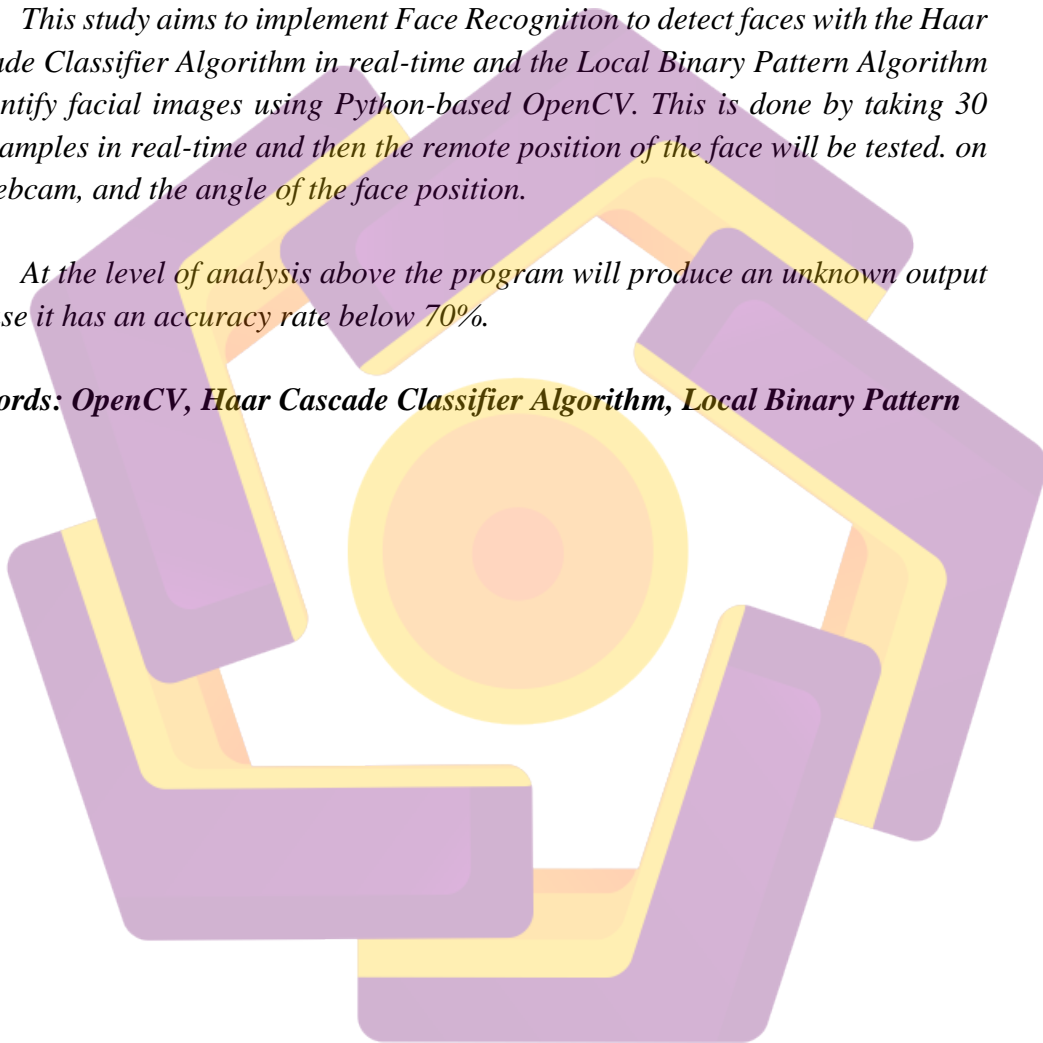 This study aims to implement Face Recognition to detect faces with the Haar
ade Classifier Algorithm in real-time and the Local Binary Pattern Algorithm
ntify facial images using Python-based OpenCV. This is done by taking 30
amples in real-time and then the remote position of the face will be tested. on
ebcam, and the angle of the face position.
At the level of analysis above the program will produce an unknown output
se it has an accuracy rate below 70%.
ords: OpenCV, Haar Cascade Classifier Algorithm, Local Binary Pattern